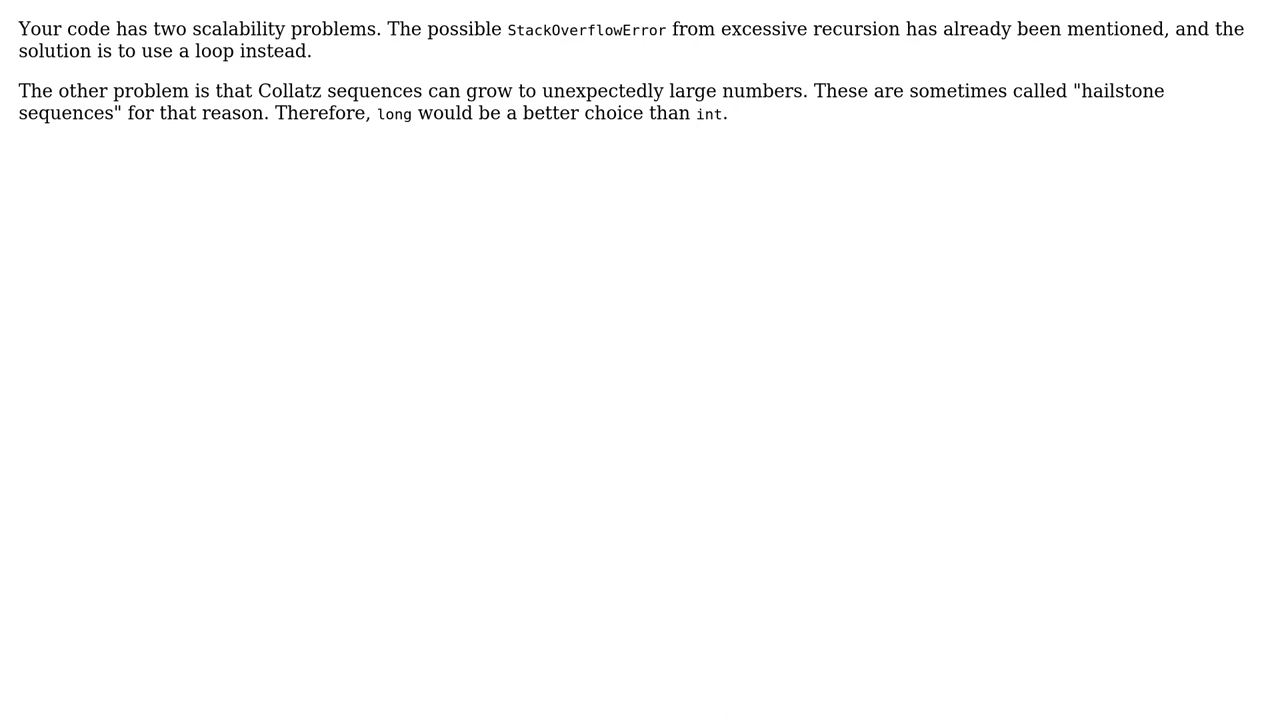 Your code has two scalability problems. The possible StackOverflowError from excessive recursion has already been mentioned, and the
solution is to use a loop instead.
The other problem is that Collatz sequences can grow to unexpectedly large numbers. These are sometimes called "hailstone
sequences" for that reason. Therefore, long would be a better choice than int.